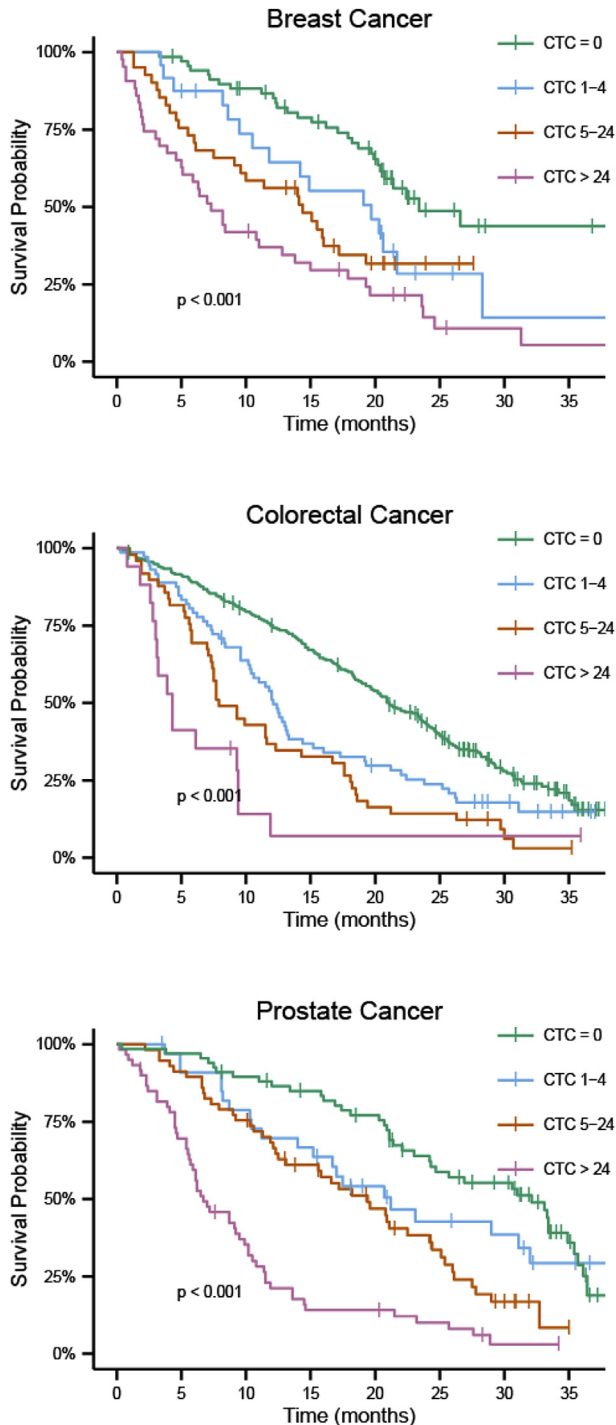 Breast Cancer
100%
75%
50%
25%
0%
Survival Probability
CTC = 0
CTC 1–4
CTC 5–24
CTC > 24
p < 0.001
0 5 10 15 20 25 30 35
Time (months)
Colorectal Cancer
100%
75%
50%
25%
0%
Survival Probability
CTC = 0
CTC 1–4
CTC 5–24
CTC > 24
p < 0.001
0 5 10 15 20 25 30 35
Time (months)
Prostate Cancer
100%
75%
50%
25%
0%
Survival Probability
CTC = 0
CTC 1–4
CTC 5–24
CTC > 24
p < 0.001
0 5 10 15 20 25 30 35
Time (months)